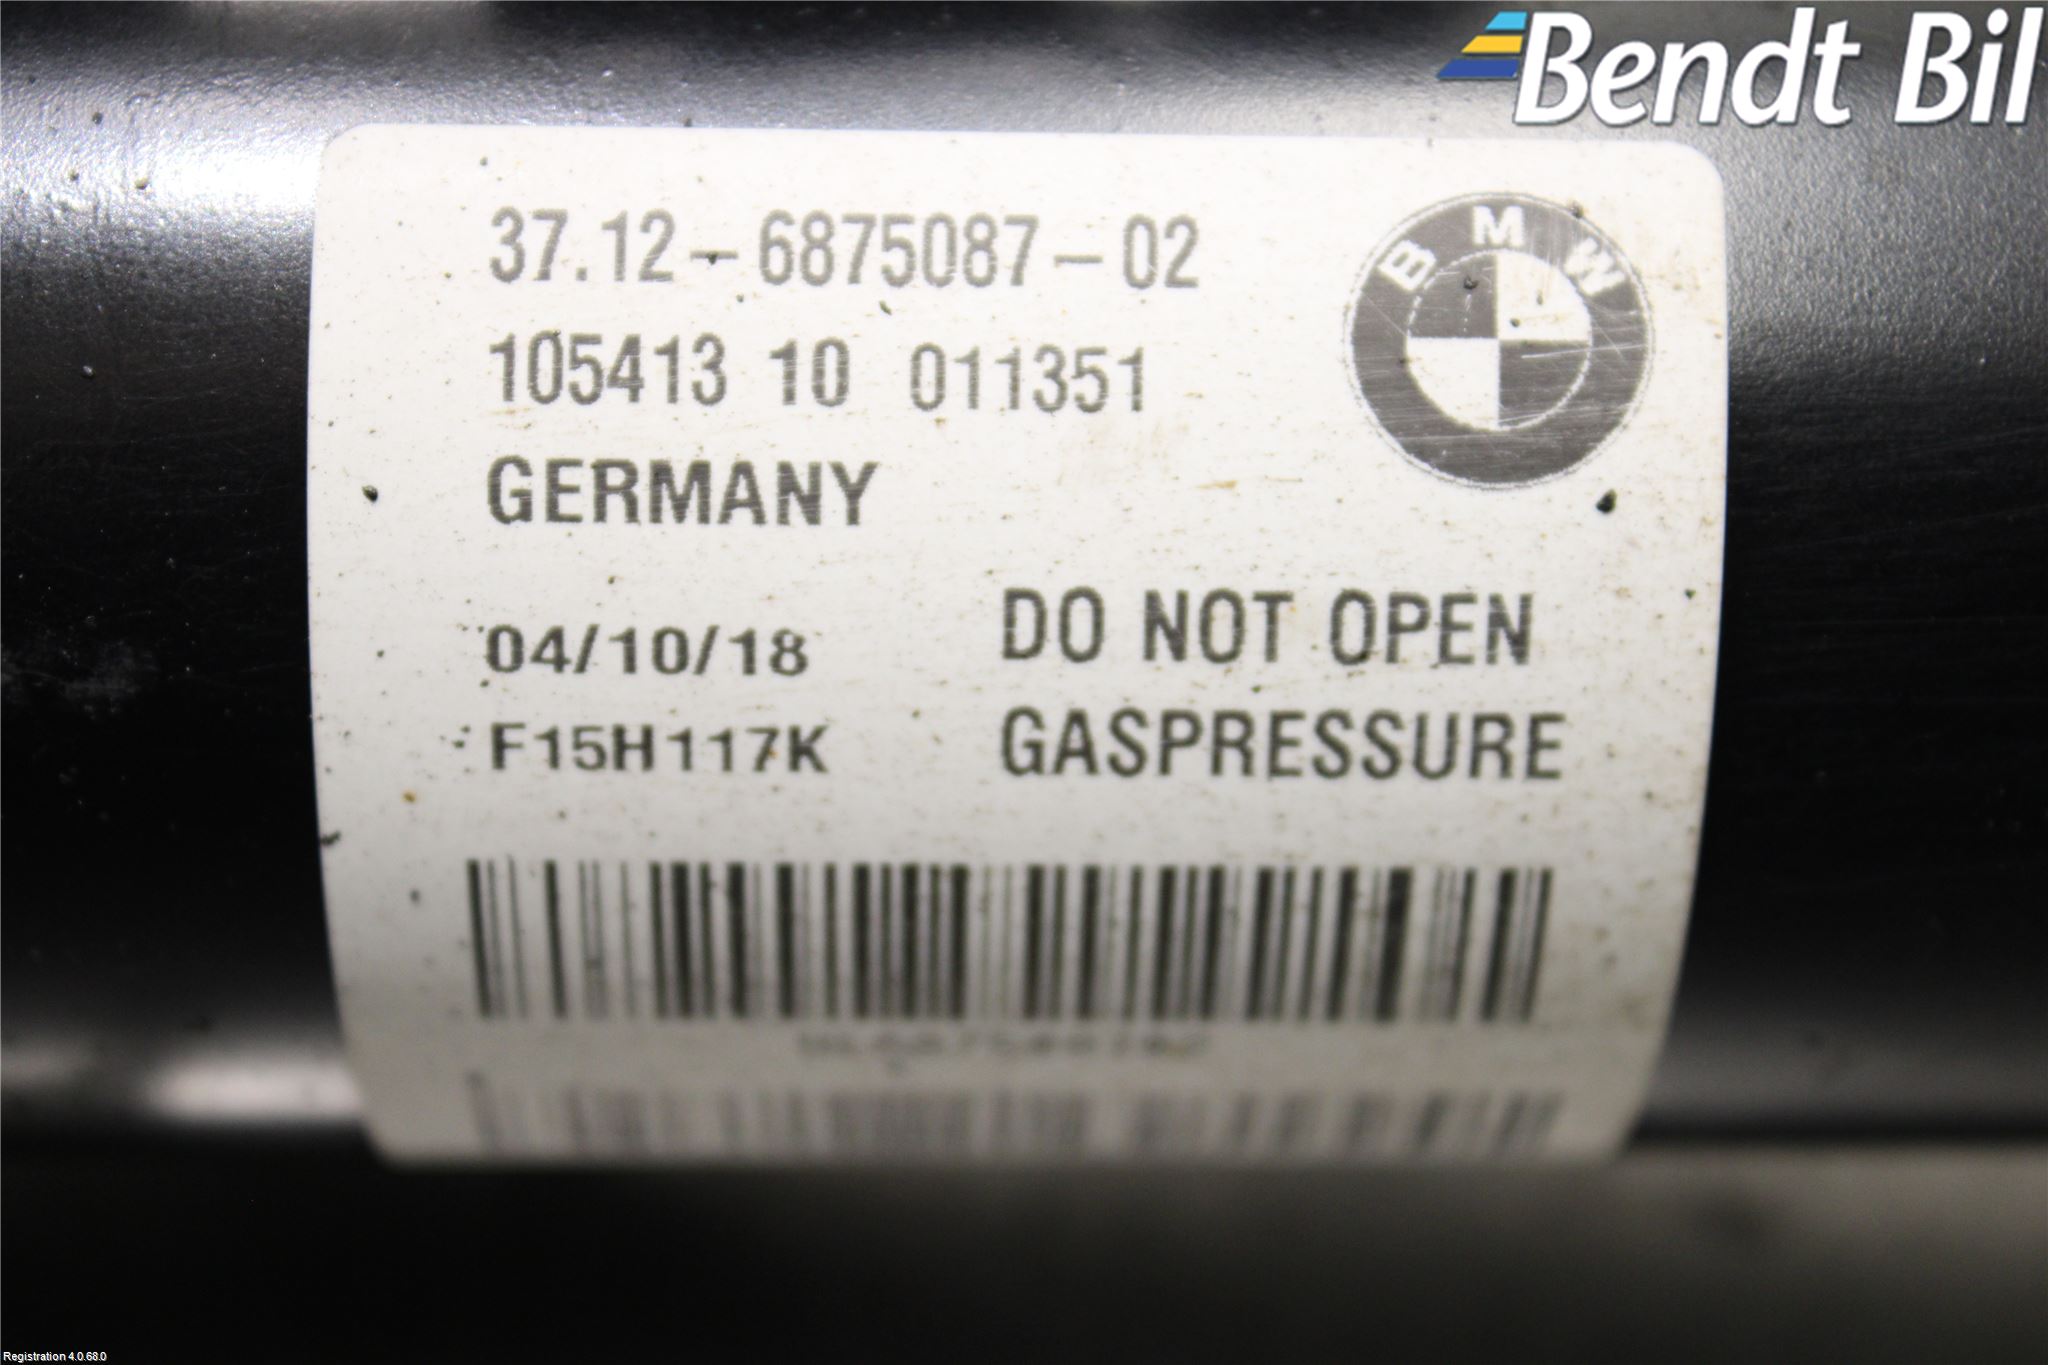 Bendt Bil
37.12-6875087-02
BMW
105413 10 011351
GERMANY
04/10/18
DO NOT OPEN
F15H117K
GASPRESSURE
Registration 4.0.68.0